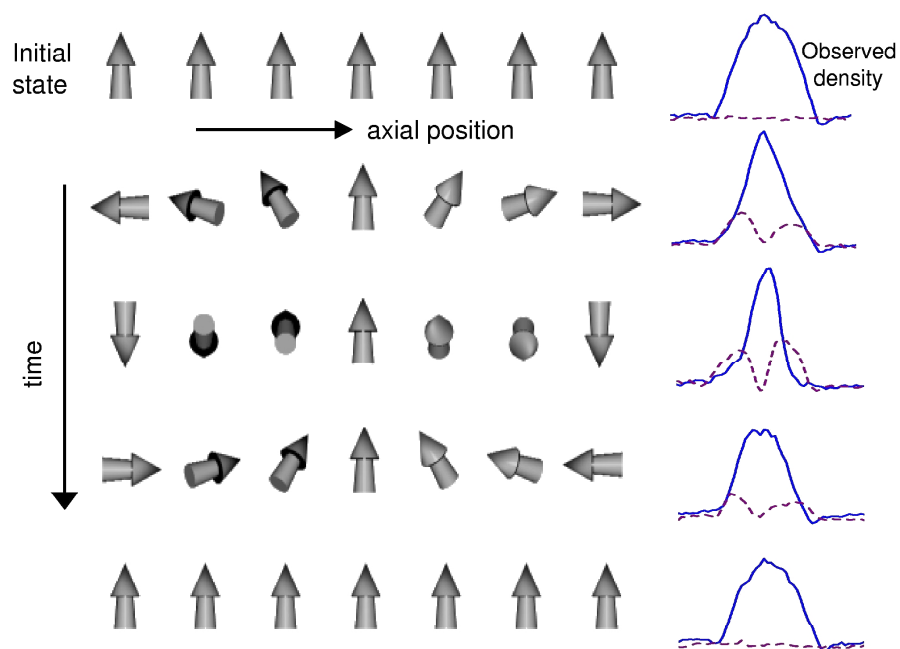 Initial
state
Observed
density
axial position
time